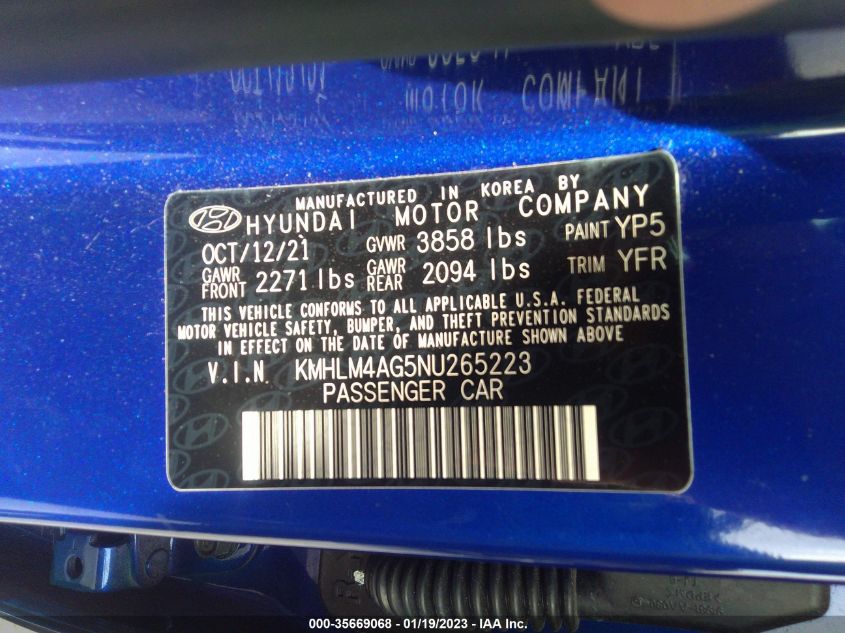 MOTOR COMPANY
MANUFACTURED IN KOREA BY
HYUNDAI MOTOR COMPANY
OCT/12/21 GVWR 3858 lbs PAINT YP5
GAWR FRONT 2271 lbs GAWR REAR 2094 lbs TRIM YFR
THIS VEHICLE CONFORMS TO ALL APPLICABLE U.S.A. FEDERAL
MOTOR VEHICLE SAFETY, BUMPER, AND THEFT PREVENTION STANDARDS
IN EFFECT ON THE DATE OF MANUFACTURE SHOWN ABOVE
V.I.N. KMHLM4AG5NU265223
PASSENGER CAR
000-35669068 - 01/19/2023 - IAA Inc.